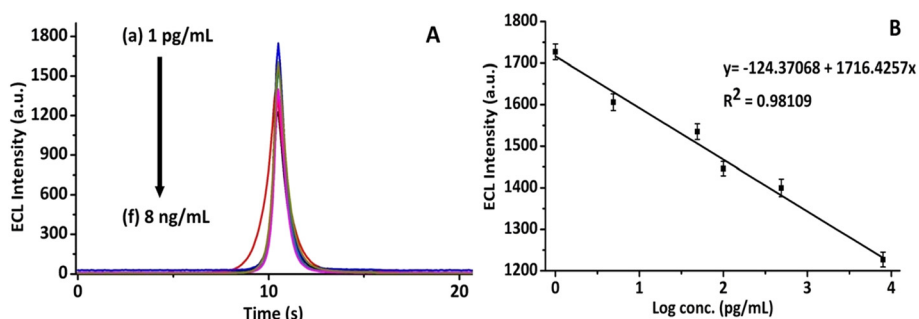 A
(a) 1 pg/mL
(f) 8 ng/mL
ECL Intensity (a.u.)
1800
1500
1200
900
600
300
0
0
10
20
Time (s)
B
y= -124.37068 + 1716.4257x
R² = 0.98109
ECL Intensity (a.u.)
1800
1700
1600
1500
1400
1300
1200
0
1
2
3
4
Log conc. (pg/mL)